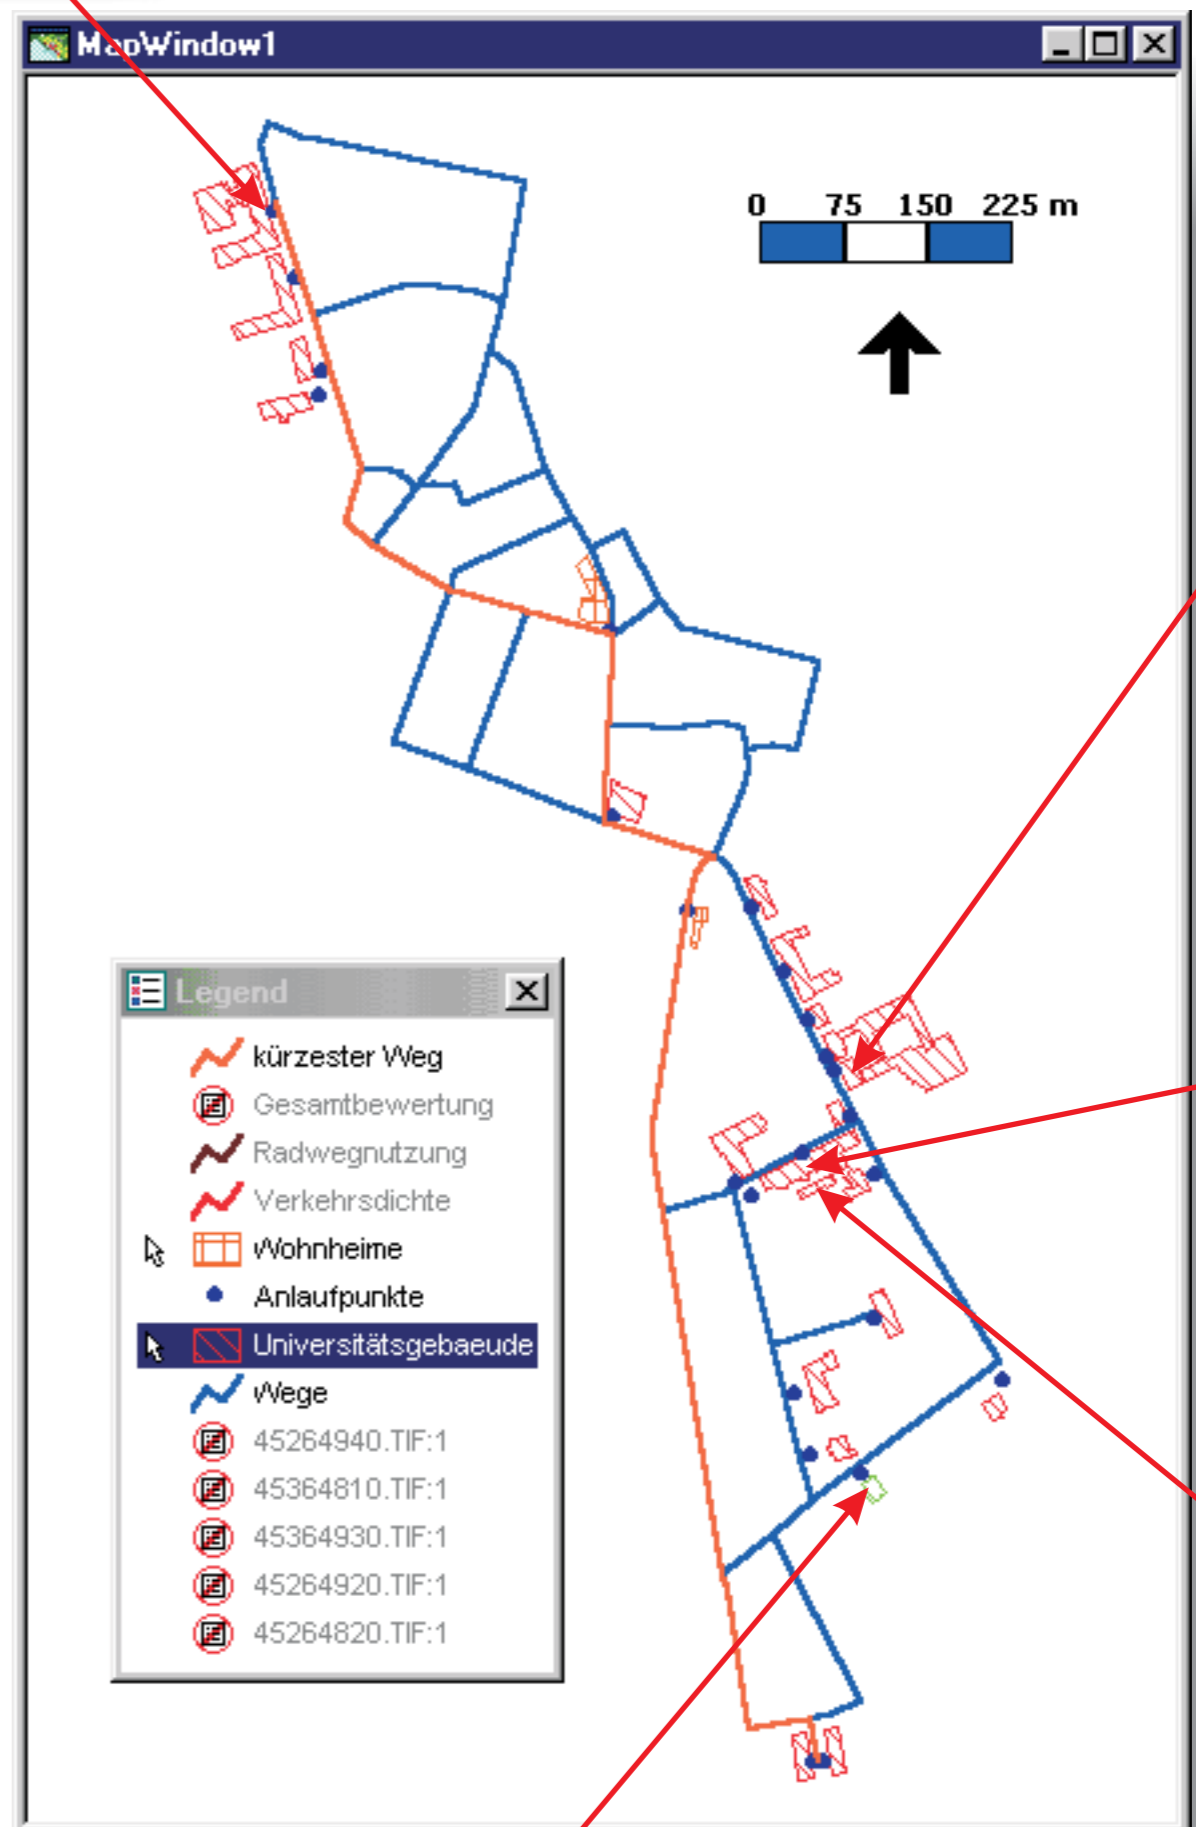 MapWindow1
0 75 150 225 m
Legend
kürzester Weg
Gesamtbewertung
Radwegnutzung
Verkehrsdichte
Wohnheime
Anlaufpunkte
Universitätsgebaeude
Wege
45264940.TIF:1
45364810.TIF:1
45364930.TIF:1
45264920.TIF:1
45264820.TIF:1